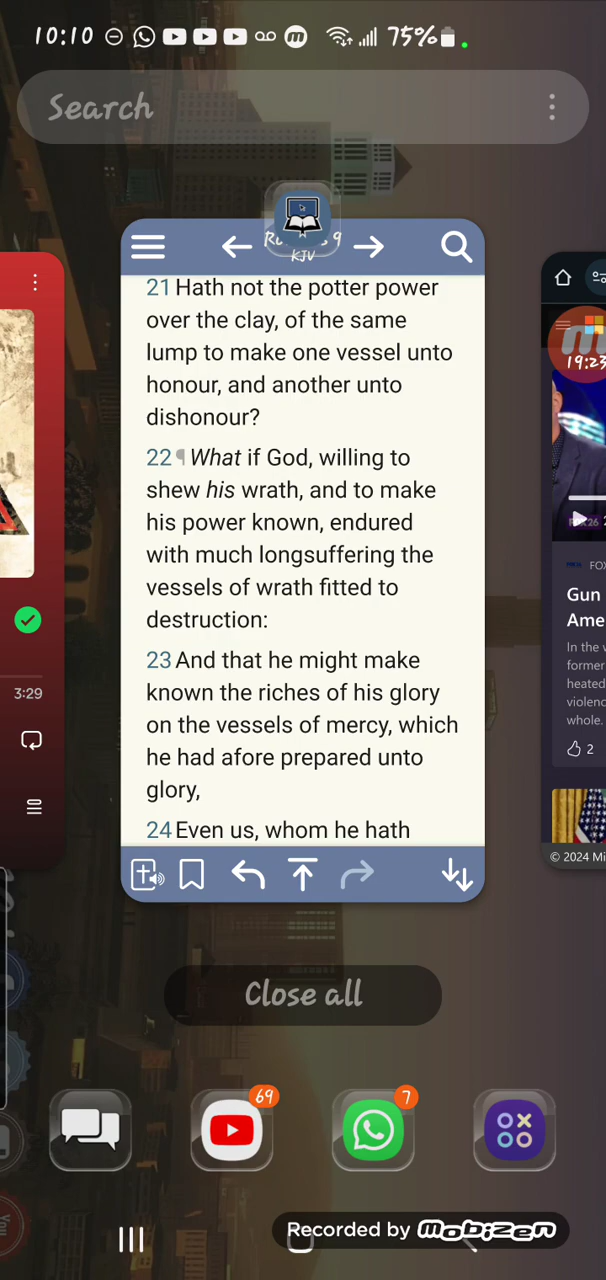 10:10
75%
Search
9
KJV
19:23
21 Hath not the potter power
over the clay, of the same
lump to make one vessel unto
honour, and another unto
dishonour?
22 ¶ What if God, willing to
shew his wrath, and to make
his power known, endured
with much longsuffering the
vessels of wrath fitted to
destruction:
23 And that he might make
known the riches of his glory
on the vessels of mercy, which
he had afore prepared unto
glory,
24 Even us, whom he hath
3:29
FOX26
FOX
Gun
Ame
In the
former
heated
violenc
whole.
2
© 2024 Mi
Close all
69
7
Recorded by mobizen